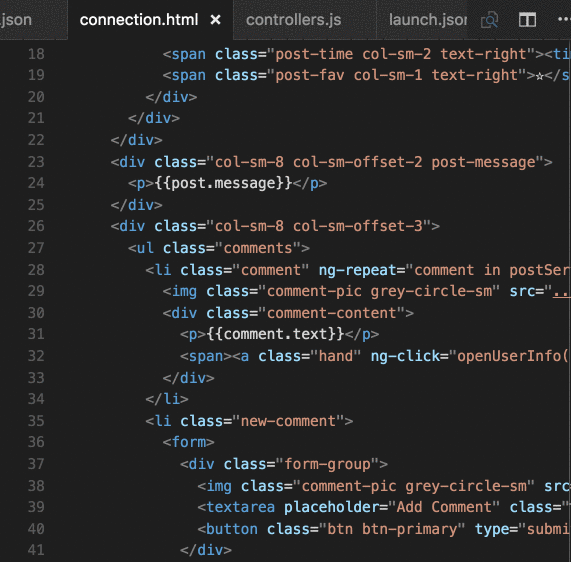 .json connection.html × controllers.js launch.json
18 <span class="post-time col-sm-2 text-right"><ti
19 <span class="post-fav col-sm-1 text-right">☆</s
20 </div>
21 </div>
22 </div>
23 <div class="col-sm-8 col-sm-offset-2 post-message">
24 <p>{{post.message}}</p>
25 </div>
26 <div class="col-sm-8 col-sm-offset-3">
27 <ul class="comments">
28 <li class="comment" ng-repeat="comment in postSer
29 <img class="comment-pic grey-circle-sm" src="..
30 <div class="comment-content">
31 <p>{{comment.text}}</p>
32 <span><a class="hand" ng-click="openUserInfo(
33 </div>
34 </li>
35 <li class="new-comment">
36 <form>
37 <div class="form-group">
38 <img class="comment-pic grey-circle-sm" src
39 <textarea placeholder="Add Comment" class="
40 <button class="btn btn-primary" type="submi
41 </div>